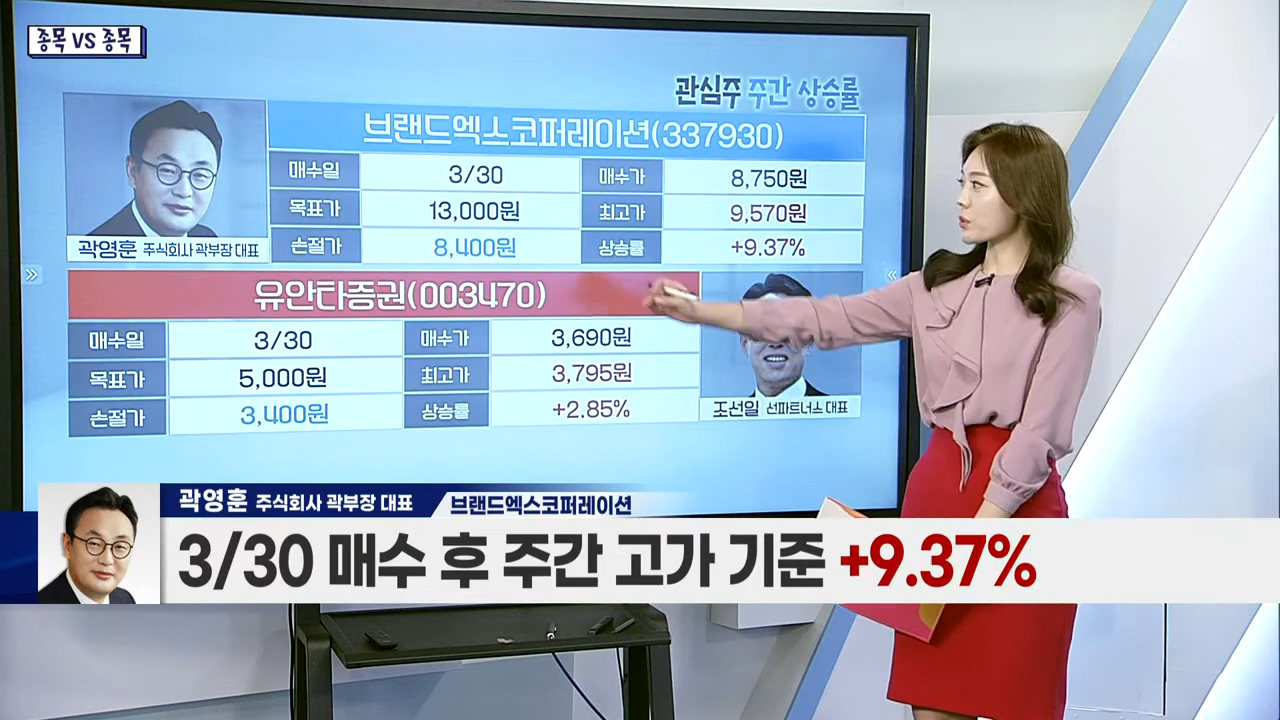 종목 VS 종목
관심주 주간 상승률
브랜드엑스코퍼레이션(337930)
매수일 3/30 매수가 8,750원
목표가 13,000원 최고가 9,570원
손절가 8,400원 상승률 +9.37%
곽영훈 주식회사 곽부장 대표
유안타증권(003470)
매수일 3/30 매수가 3,690원
목표가 5,000원 최고가 3,795원
손절가 3,400원 상승률 +2.85%
조선일 선파트너스 대표
곽영훈 주식회사 곽부장 대표 브랜드엑스코퍼레이션
3/30 매수 후 주간 고가 기준 +9.37%